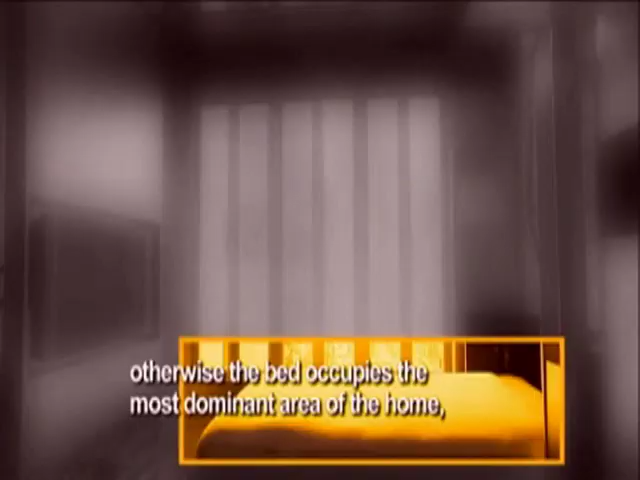 otherwise the bed occupies the
most dominant area of the home,